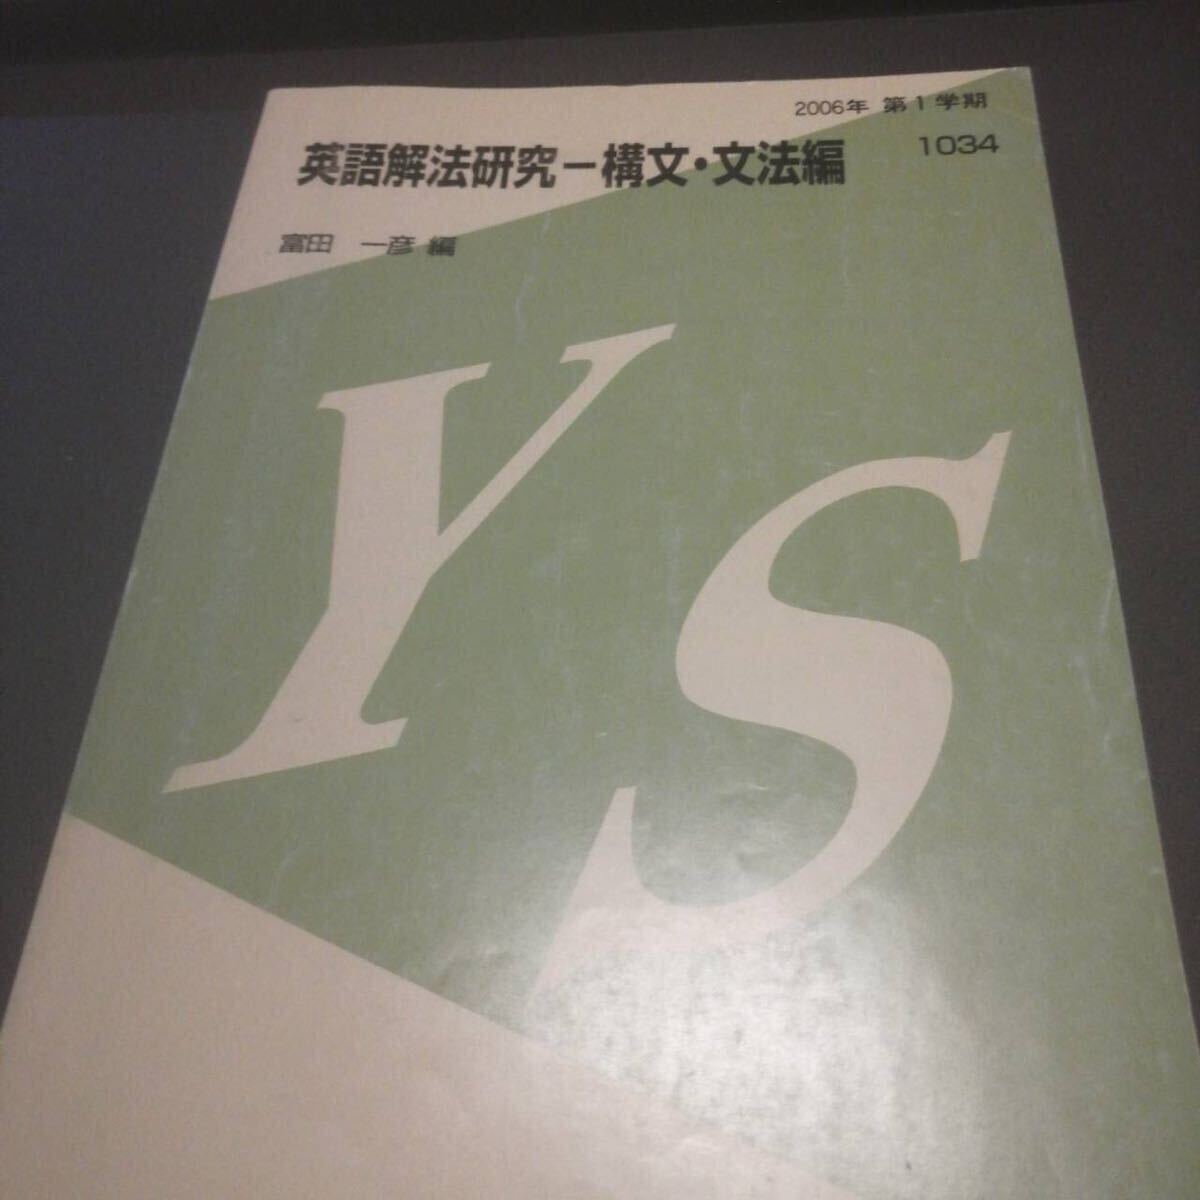 2006年 第1学期
英語解法研究－構文・文法編 1034
富田 一彦 編
YS